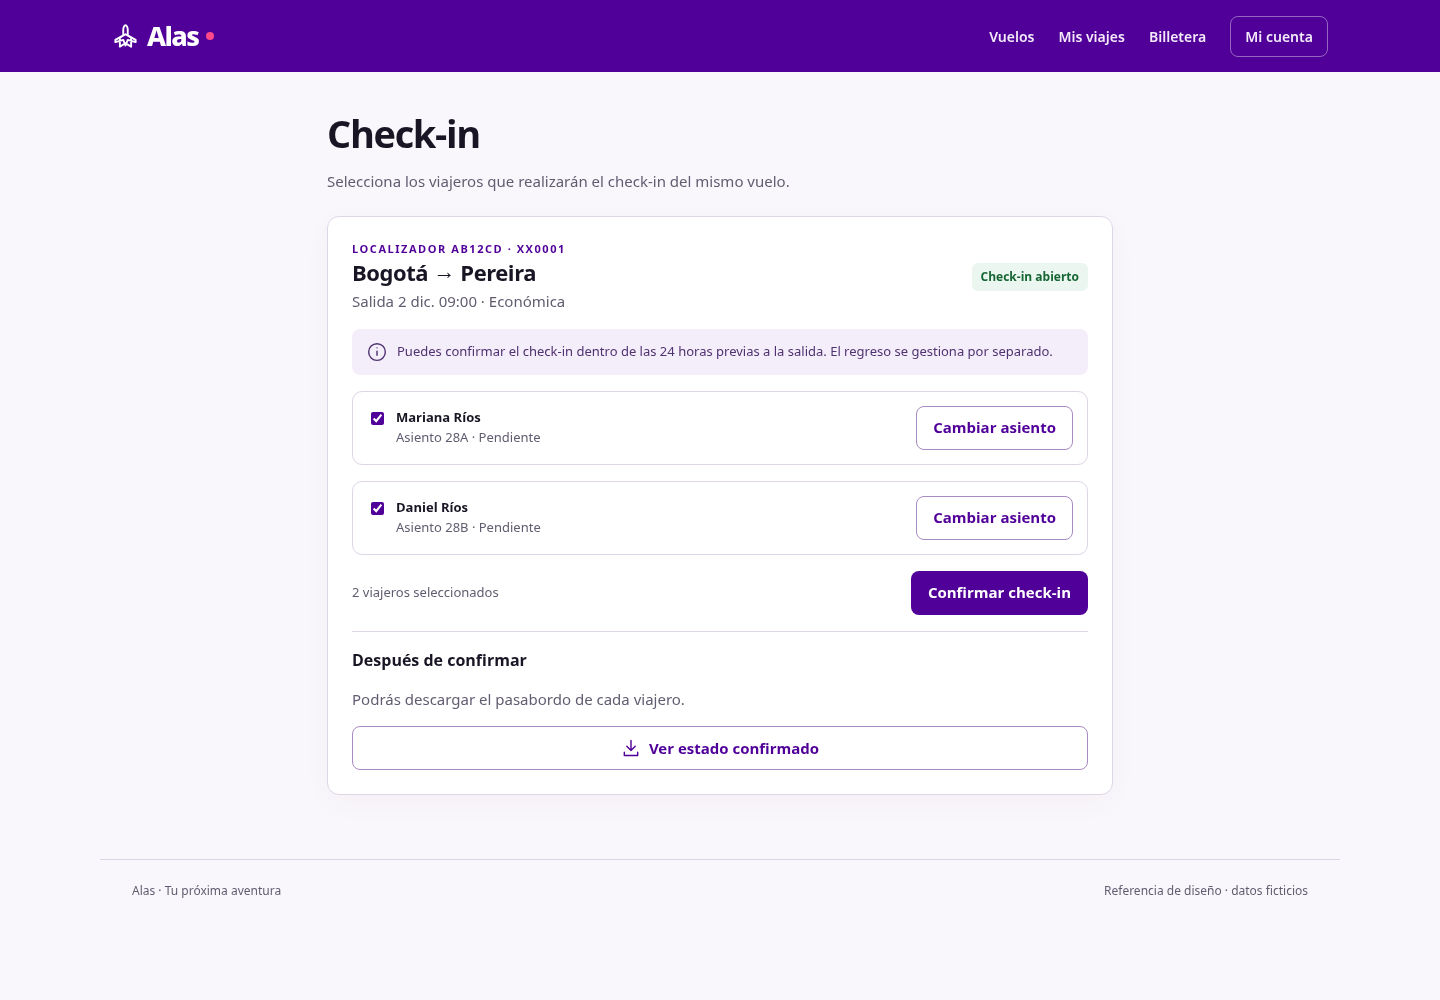 Alas
Vuelos
Mis viajes
Billetera
Mi cuenta
Check-in
Selecciona los viajeros que realizarán el check-in del mismo vuelo.
LOCALIZADOR AB12CD · XX0001
Bogotá → Pereira
Check-in abierto
Salida 2 dic. 09:00 · Económica
Puedes confirmar el check-in dentro de las 24 horas previas a la salida. El regreso se gestiona por separado.
Mariana Ríos
Asiento 28A · Pendiente
Cambiar asiento
Daniel Ríos
Asiento 28B · Pendiente
Cambiar asiento
2 viajeros seleccionados
Confirmar check-in
Después de confirmar
Podrás descargar el pasabordo de cada viajero.
Ver estado confirmado
Alas · Tu próxima aventura
Referencia de diseño · datos ficticios